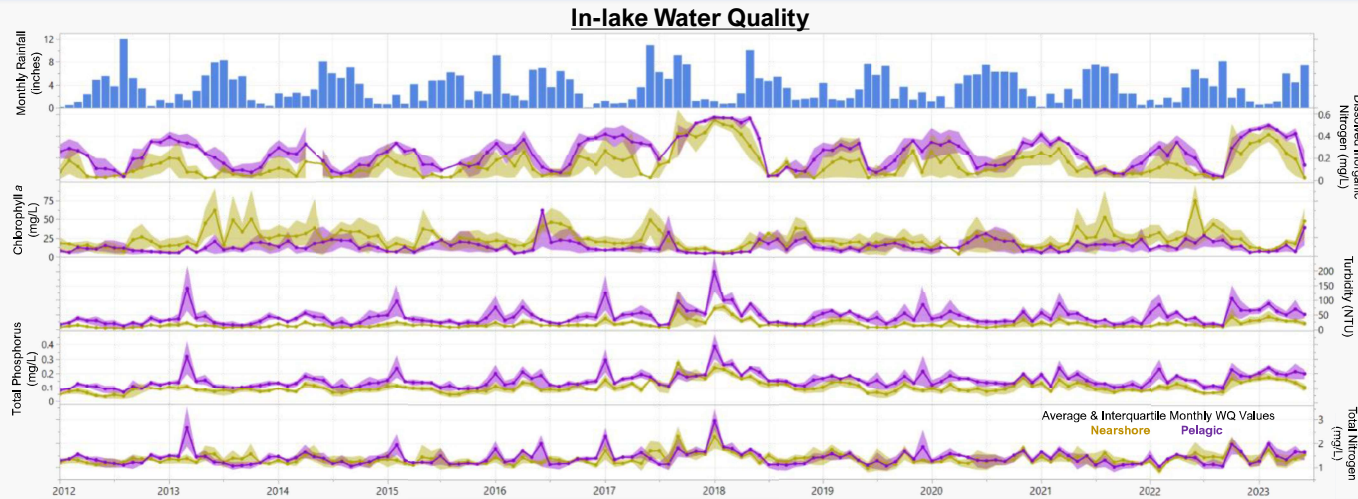 In-lake Water Quality
Monthly Rainfall
(inches)
12
8
4
0
Nitrogen (mg/L)
0.6
0.4
0.2
0
Chlorophyll a
(mg/L)
75
50
25
0
Turbidity (NTU)
200
150
100
50
0
Total Phosphorus
(mg/L)
0.4
0.3
0.2
0.1
0
Total Nitrogen
(mg/L)
3
2
1
Average & Interquartile Monthly WQ Values
Nearshore Pelagic
2012 2013 2014 2015 2016 2017 2018 2019 2020 2021 2022 2023